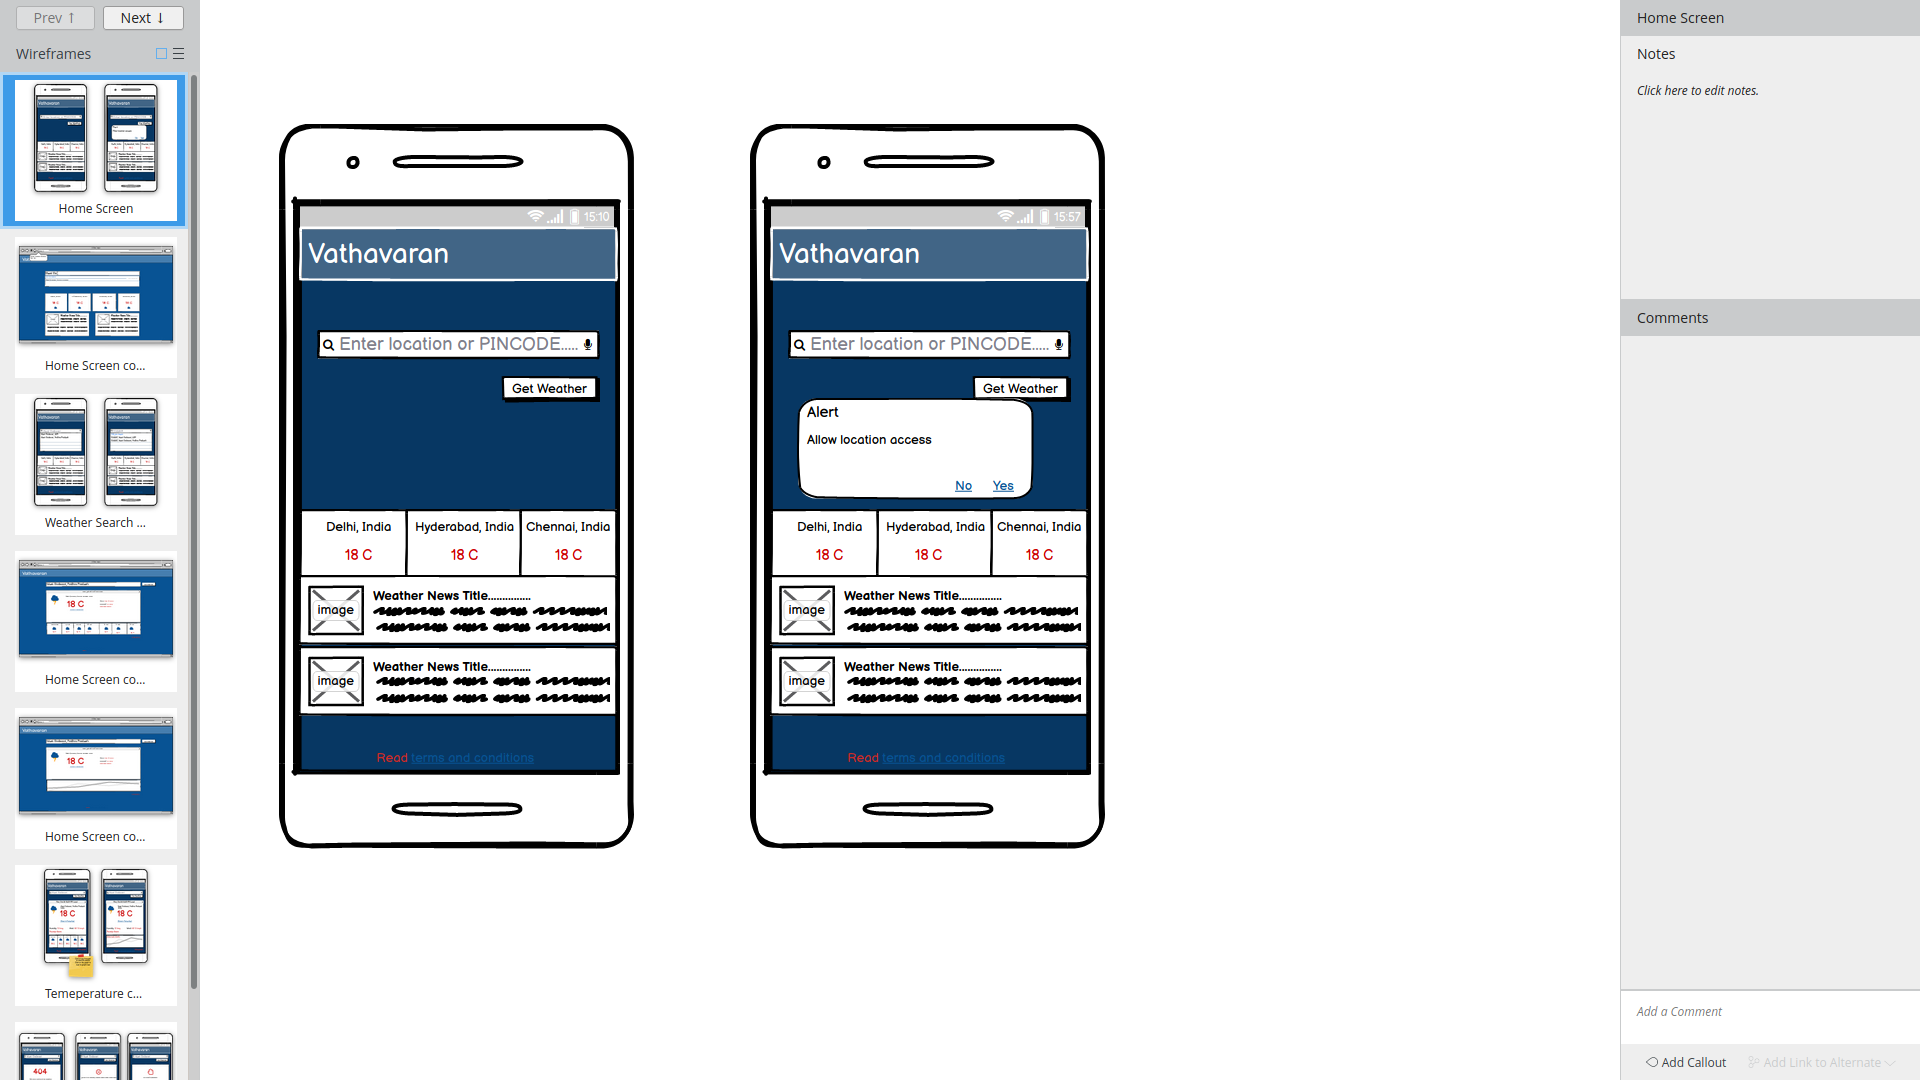 Prev ↑ Next ↓
Wireframes
Home Screen
Home Screen co...
Weather Search ...
Home Screen co...
Home Screen co...
Temeperature c...
15:10
Vathavaran
Enter location or PINCODE.....
Get Weather
Delhi, India Hyderabad, India Chennai, India
18 C 18 C 18 C
Weather News Title...............
image
Weather News Title...............
image
Read terms and conditions
15:57
Vathavaran
Enter location or PINCODE.....
Get Weather
Alert
Allow location access
No Yes
Delhi, India Hyderabad, India Chennai, India
18 C 18 C 18 C
Weather News Title...............
image
Weather News Title...............
image
Read terms and conditions
Home Screen
Notes
Click here to edit notes.
Comments
Add a Comment
Add Callout Add Link to Alternate